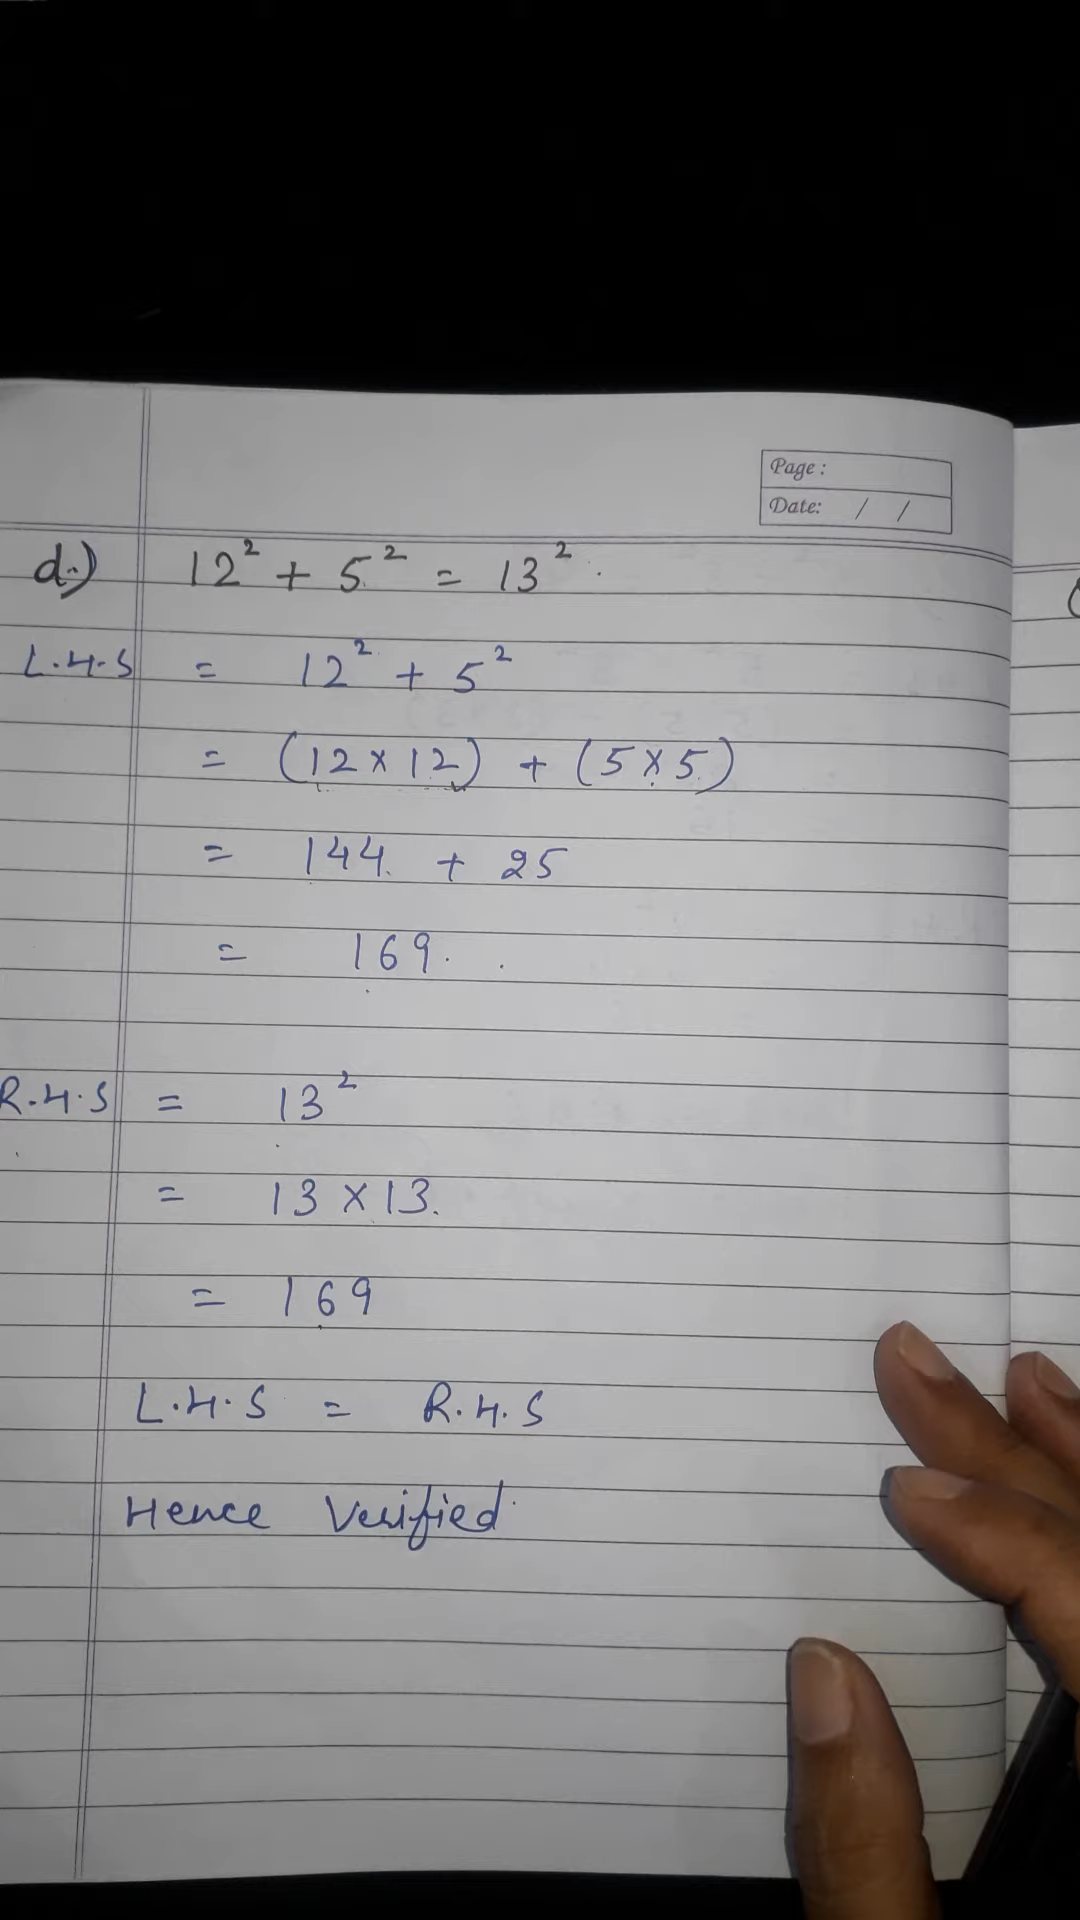 Page :
Date: / /
d.) 12² + 5² = 13².
L.H.S = 12² + 5²
= (12 × 12) + (5 × 5)
= 144 + 25
= 169.
R.H.S = 13²
= 13 × 13.
= 169
L.H.S = R.H.S
Hence Verified